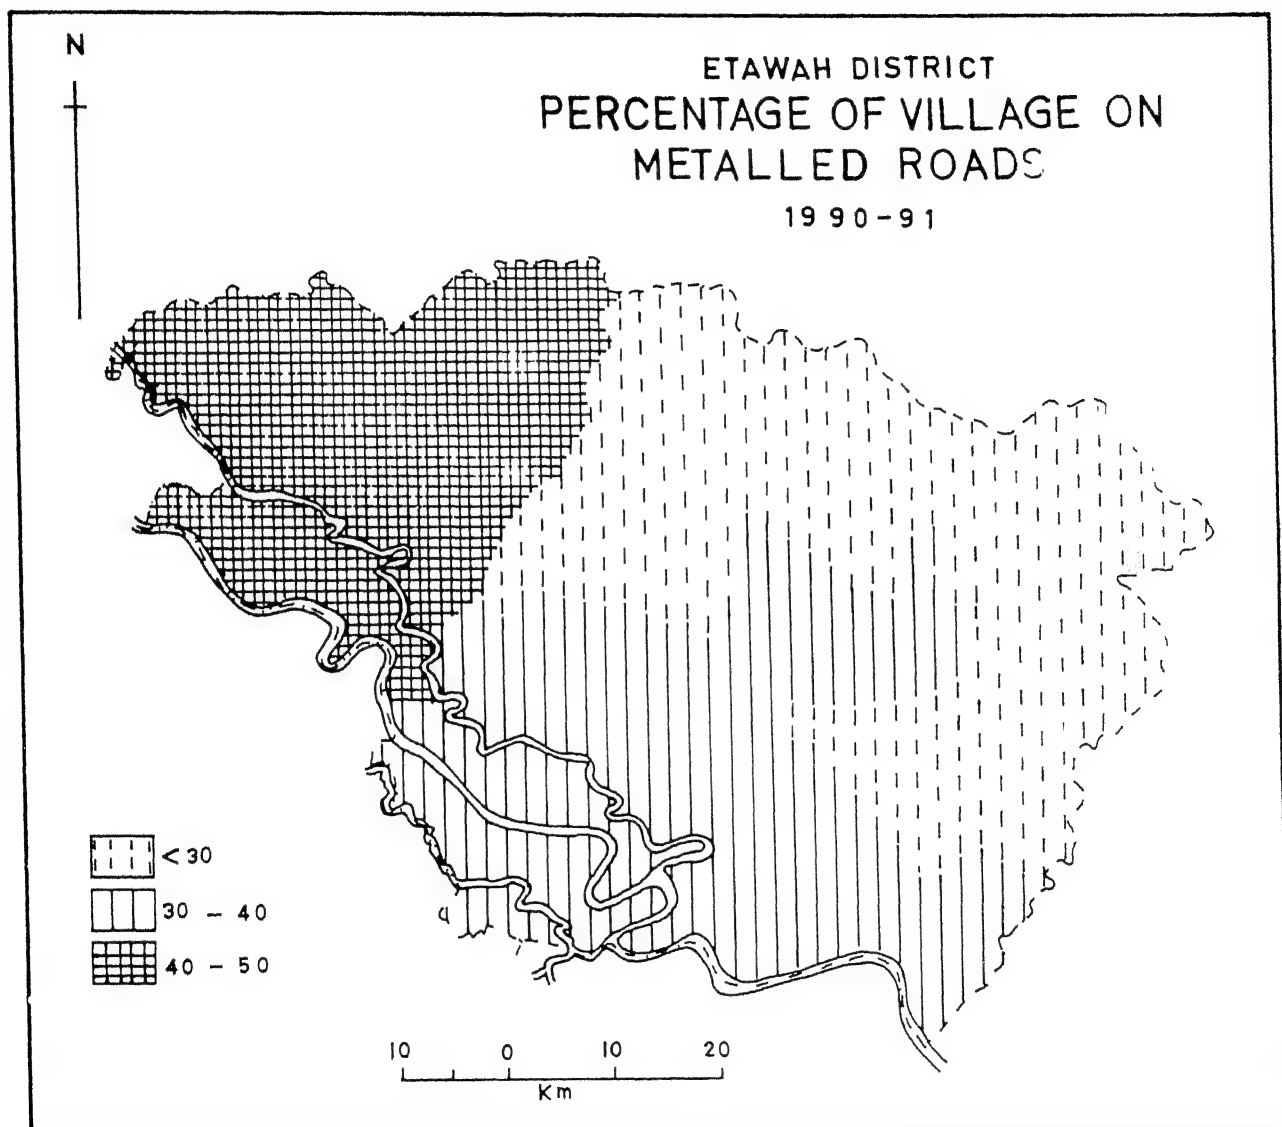 N
ETAWAH DISTRICT
PERCENTAGE OF VILLAGE ON
METALLED ROADS
1990-91
< 30
30 - 40
40 - 50
10 0 10 20
Km